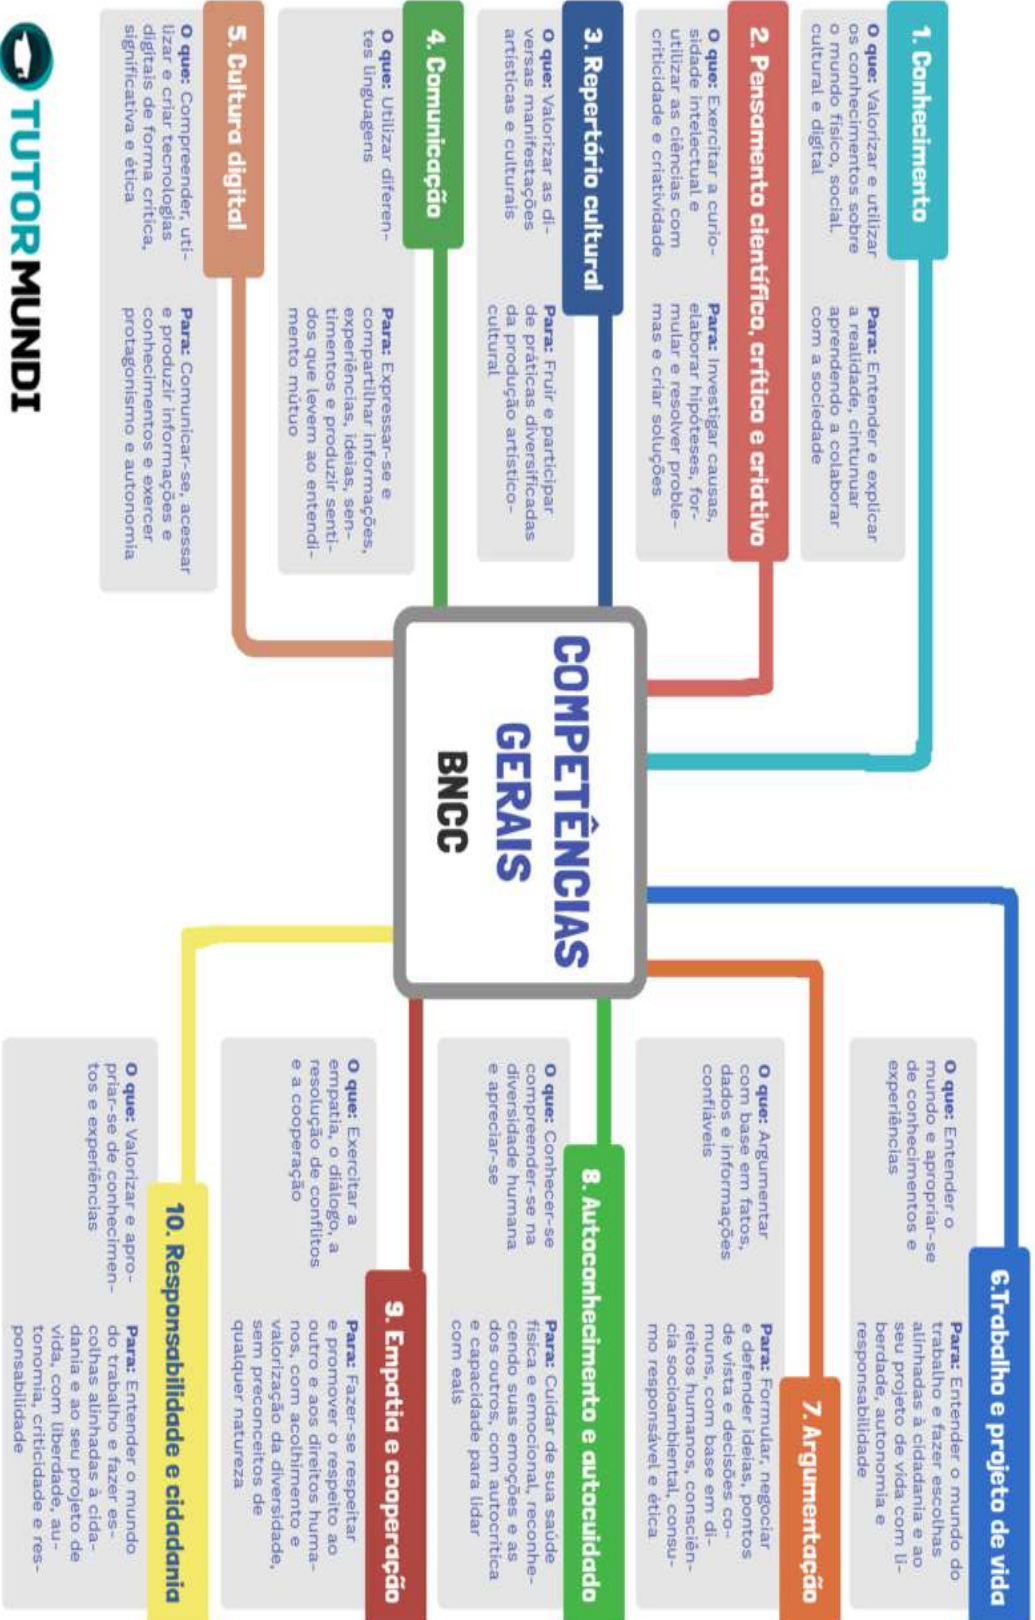 1. Conhecimento
O que: Valorizar e utilizar
os conhecimentos sobre
o mundo físico, social,
cultural e digital
Para: Entender e explicar
a realidade, cintunuar
aprendendo a colaborar
com a sociedade
2. Pensamento científico, crítico e criativo
O que: Exercitar a curio-
sidade intelectual e
utilizar as ciências com
criticidade e criatividade
Para: Investigar causas,
elaborar hipóteses, for-
mular e resolver proble-
mas e criar soluções
3. Repertório cultural
O que: Valorizar as di-
versas manifestações
artísticas e culturais
Para: Fruir e participar
de práticas diversificadas
da produção artístico-
cultural
4. Comunicação
O que: Utilizar diferen-
tes linguagens
Para: Expressar-se e
compartilhar informações,
experiências, ideias, sen-
timentos e produzir senti-
dos que levem ao entendi-
mento mútuo
5. Cultura digital
O que: Compreender, uti-
lizar e criar tecnologias
digitais de forma crítica,
significativa e ética
Para: Comunicar-se, acessar
e produzir informações e
conhecimentos e exercer
protagonismo e autonomia
COMPETÊNCIAS
GERAIS
BNCC
6.Trabalho e projeto de vida
O que: Entender o
mundo e apropriar-se
de conhecimentos e
experiências
Para: Entender o mundo do
trabalho e fazer escolhas
alinhadas à cidadania e ao
seu projeto de vida com li-
berdade, autonomia e
responsabilidade
7. Argumentação
O que: Argumentar
com base em fatos,
dados e informações
confiáveis
Para: Formular, negociar
e defender ideias, pontos
de vista e decisões co-
muns, com base em di-
reitos humanos, consciên-
cia socioambiental, consu-
mo responsável e ética
8. Autoconhecimento e autocuidado
O que: Conhecer-se
compreender-se na
diversidade humana
e apreciar-se
Para: Cuidar de sua saúde
física e emocional, reconhe-
cendo suas emoções e as
dos outros, com autocrítica
e capacidade para lidar
com eals
9. Empatia e cooperação
O que: Exercitar a
empatia, o diálogo, a
resolução de conflitos
e a cooperação
Para: Fazer-se respeitar
e promover o respeito ao
outro e aos direitos huma-
nos, com acolhimento e
valorização da diversidade,
sem preconceitos de
qualquer natureza
10. Responsabilidade e cidadania
O que: Valorizar e apro-
priar-se de conhecimen-
tos e experiências
Para: Entender o mundo
do trabalho e fazer es-
colhas alinhadas à cida-
dania e ao seu projeto de
vida, com liberdade, au-
tonomia, criticidade e res-
ponsabilidade
TUTORMUNDI